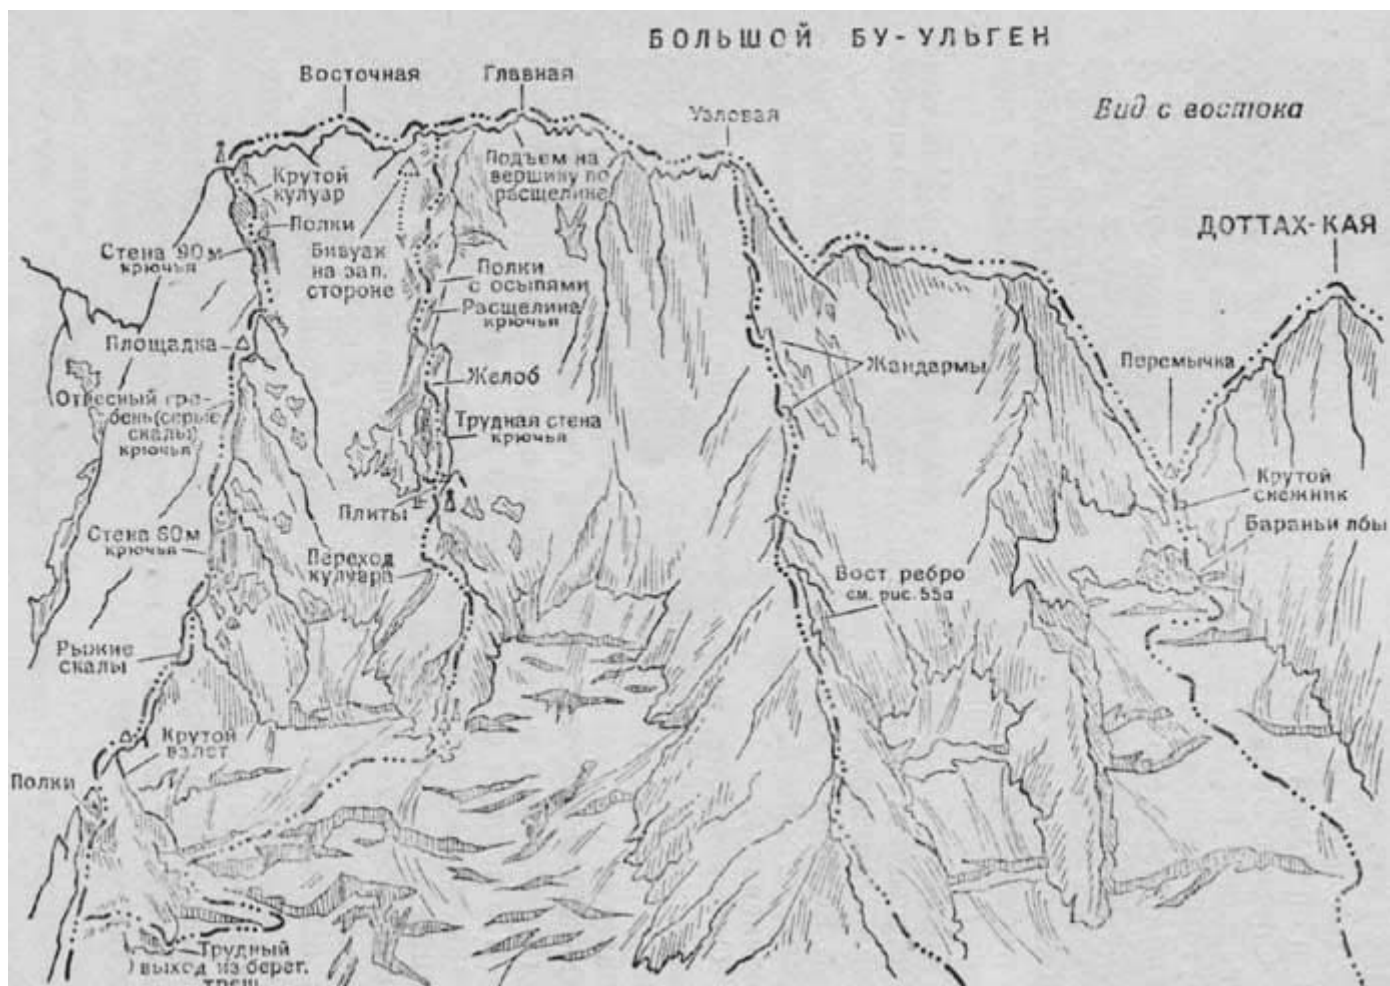 БОЛЬШОЙ БУ-УЛЬГЕН
Вид с востока
Восточная
Главная
Узловая
ДОТТАХ-КАЯ
Крутой
кулуар
Полки
Стена 90м
крючья
Площадка
Отвесный гре-
бень (серые
скалы)
крючья
Стена 80м
крючья
Рыжие
скалы
Крутой
взлет
Полки
Трудный
выход из берег.
трещ.
Бивуак
на зап.
стороне
Подъем на
вершину по
расщелине
Полки
с осыпями
Расщелина
крючья
Желоб
Трудная стена
крючья
Плиты
Переход
кулуара
Жандармы
Вост ребро
см. рис. 55а
Перемычка
Крутой
снежник
Бараньи лбы